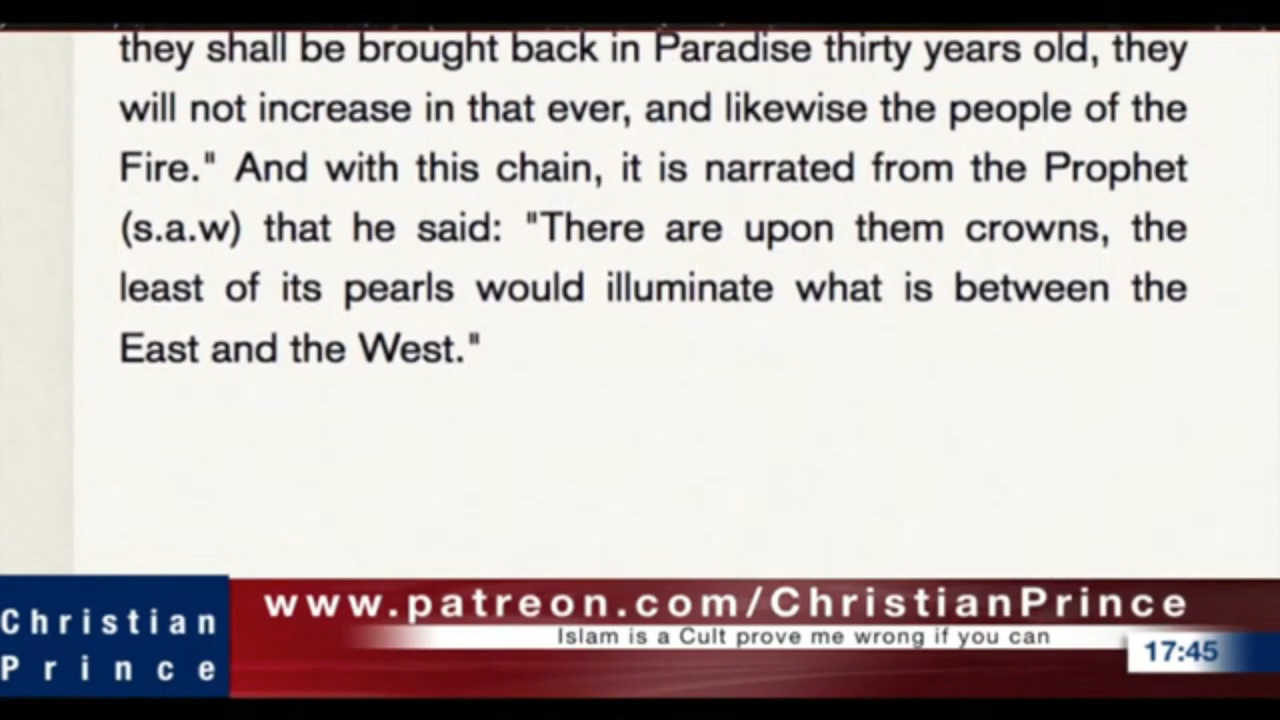 they shall be brought back in Paradise thirty years old, they
will not increase in that ever, and likewise the people of the
Fire." And with this chain, it is narrated from the Prophet
(s.a.w) that he said: "There are upon them crowns, the
least of its pearls would illuminate what is between the
East and the West."
www.patreon.com/ChristianPrince
Islam is a Cult prove me wrong if you can
Christian
Prince
17:45